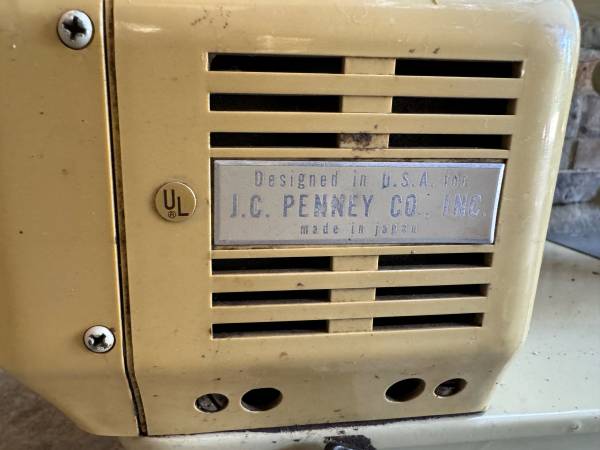 Designed in U.S.A. for
J.C. PENNEY CO., INC.
made in japan
UL
®